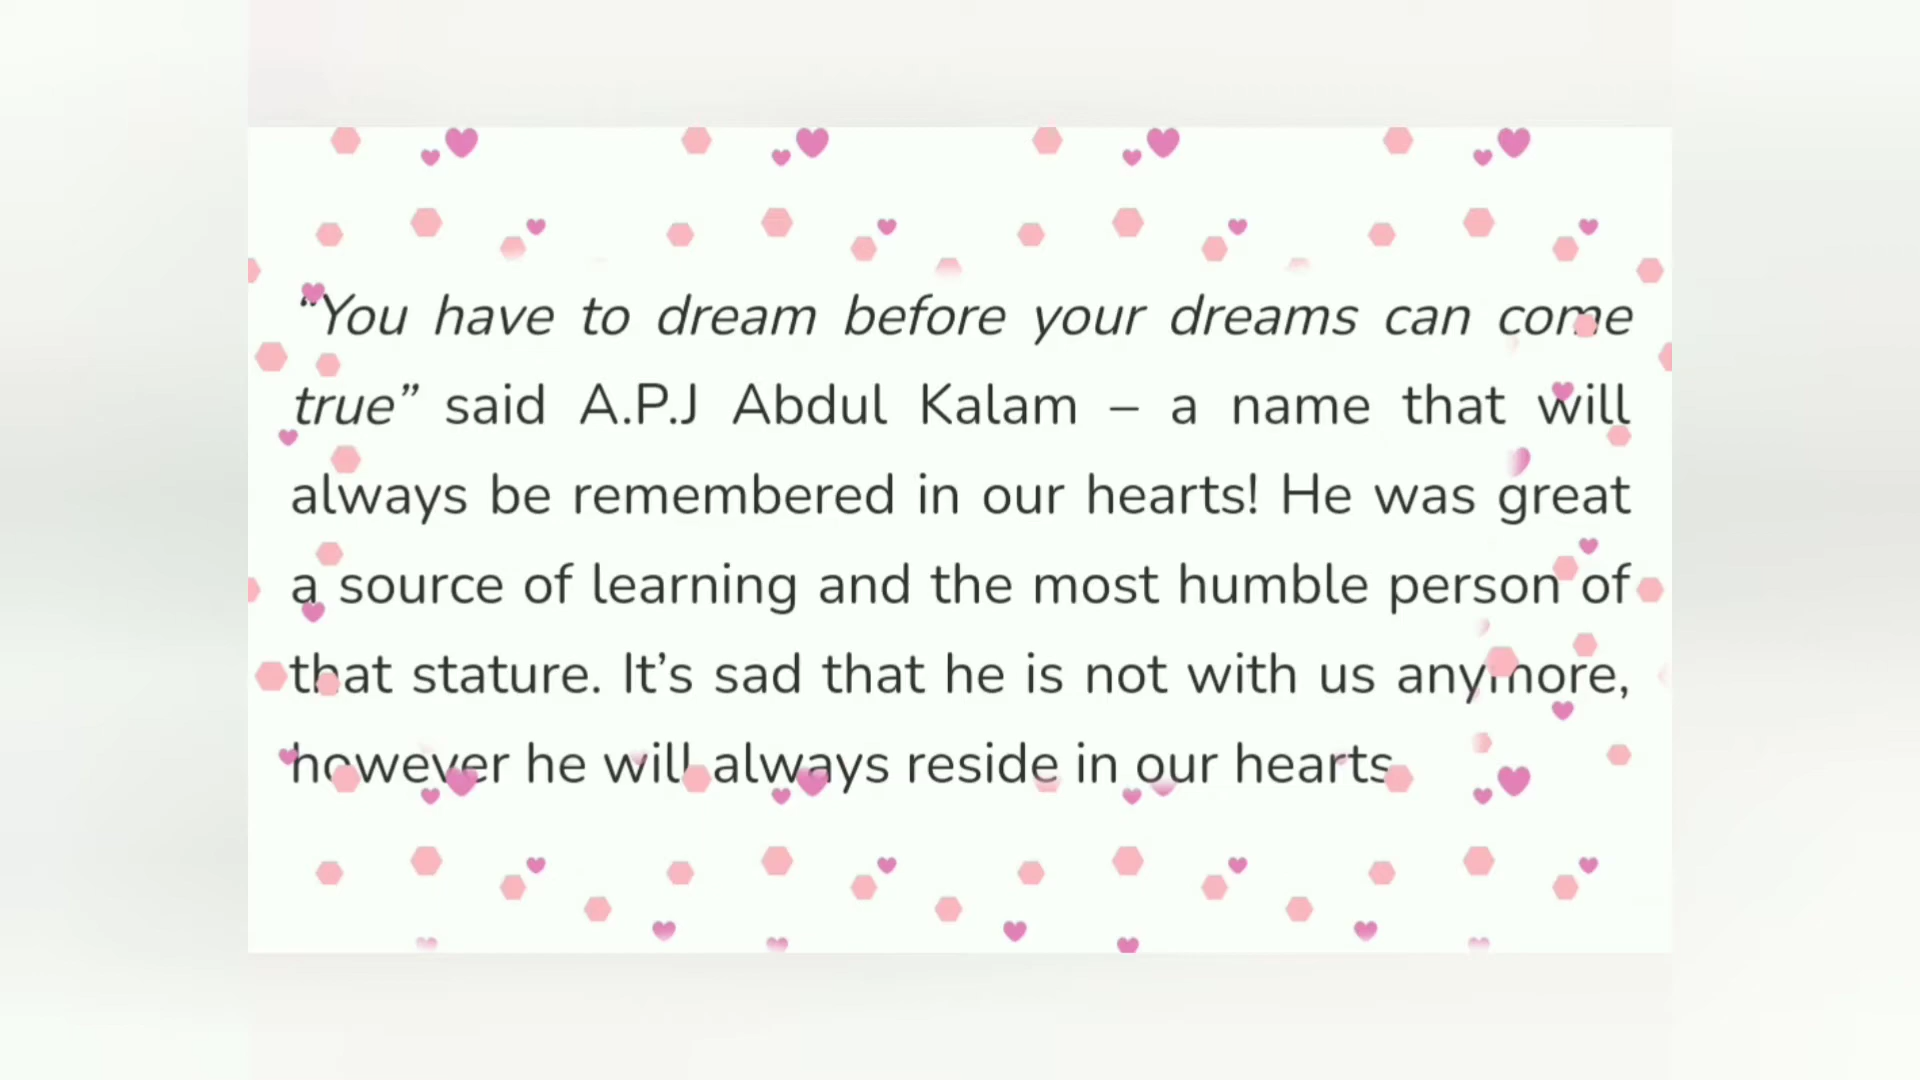 “You have to dream before your dreams can come
true” said A.P.J Abdul Kalam – a name that will
always be remembered in our hearts! He was great
a source of learning and the most humble person of
that stature. It’s sad that he is not with us anymore,
however he will always reside in our hearts